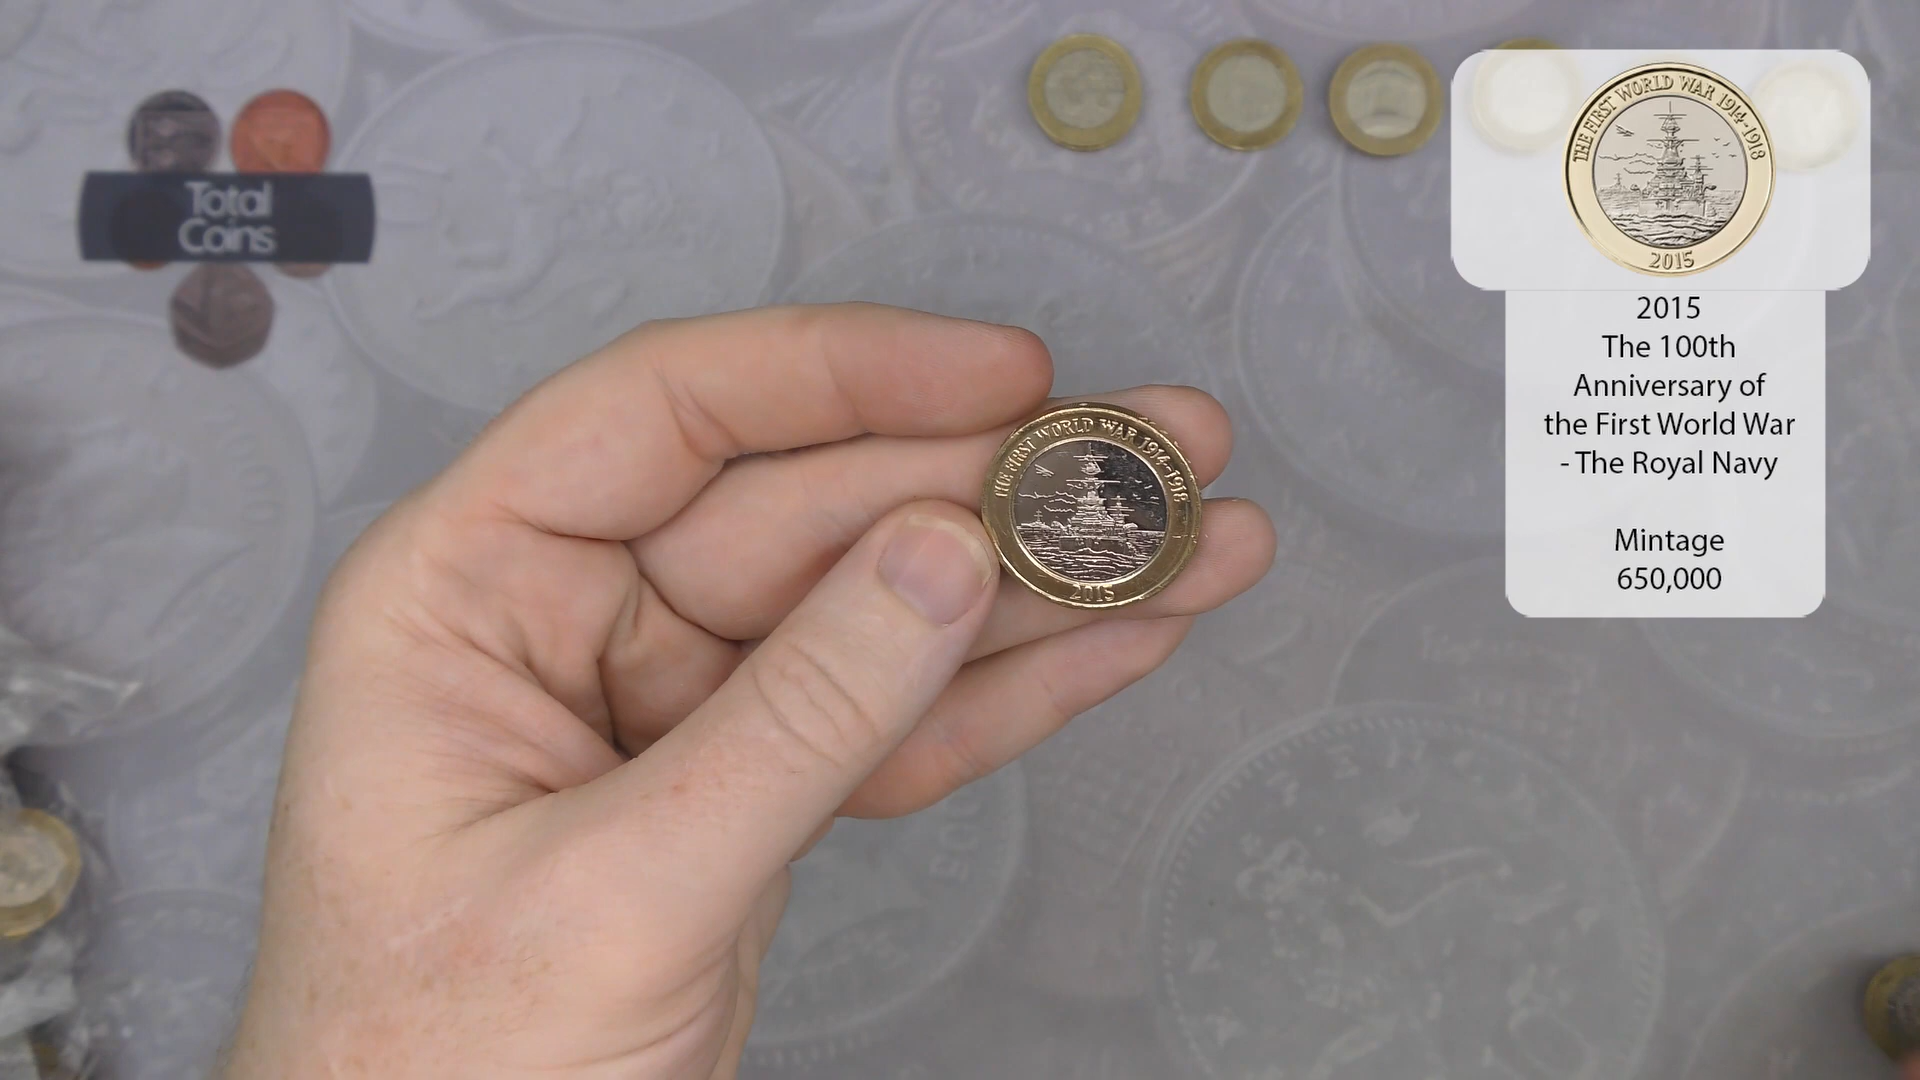 Total
Coins
THE FIRST WORLD WAR 1914-1918
2015
2015
The 100th
Anniversary of
the First World War
- The Royal Navy
Mintage
650,000
THE FIRST WORLD WAR 1914-1918
2015